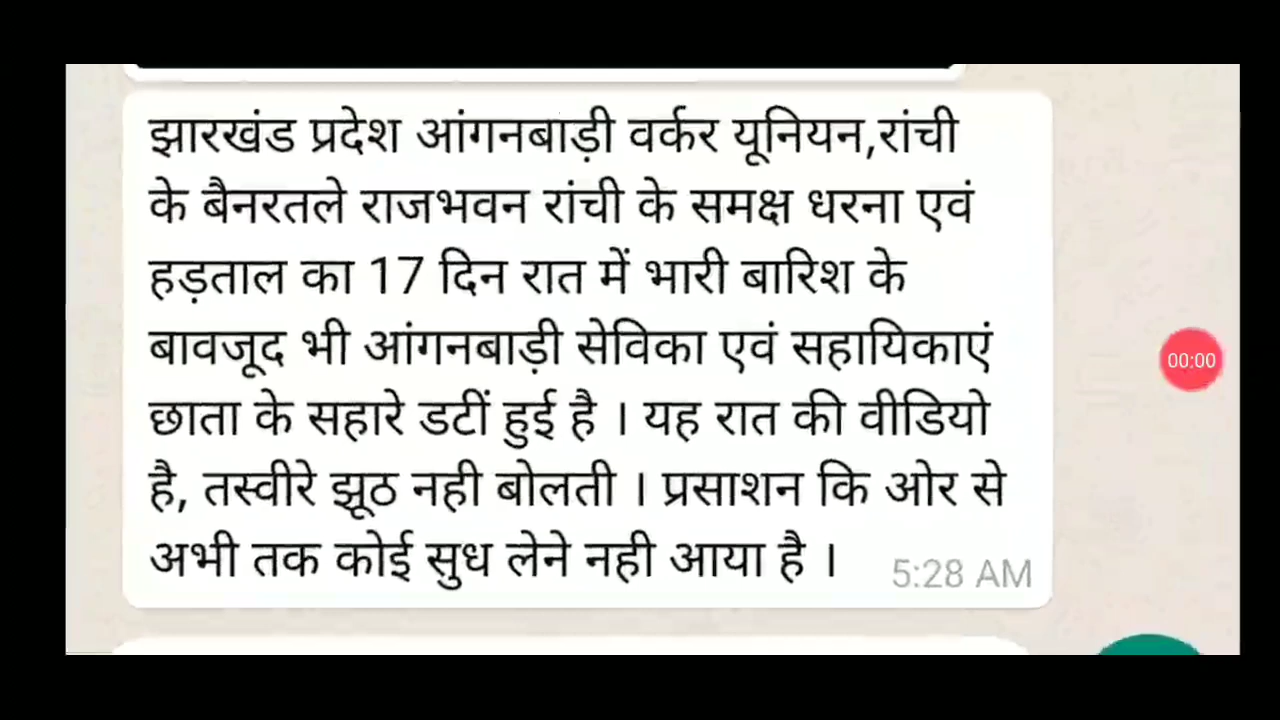 झारखंड प्रदेश आंगनबाड़ी वर्कर यूनियन,रांची
के बैनरतले राजभवन रांची के समक्ष धरना एवं
हड़ताल का 17 दिन रात में भारी बारिश के
बावजूद भी आंगनबाड़ी सेविका एवं सहायिकाएं
छाता के सहारे डटीं हुई है । यह रात की वीडियो
है, तस्वीरे झूठ नही बोलती । प्रसाशन कि ओर से
अभी तक कोई सुध लेने नही आया है ।
5:28 AM
00:00